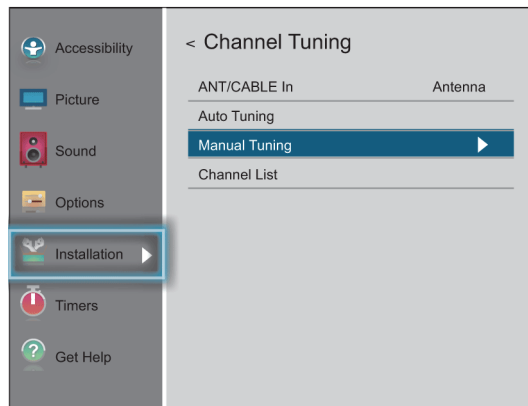 Accessibility
Picture
Sound
Options
Installation
Timers
Get Help
< Channel Tuning
ANT/CABLE In Antenna
Auto Tuning
Manual Tuning
Channel List